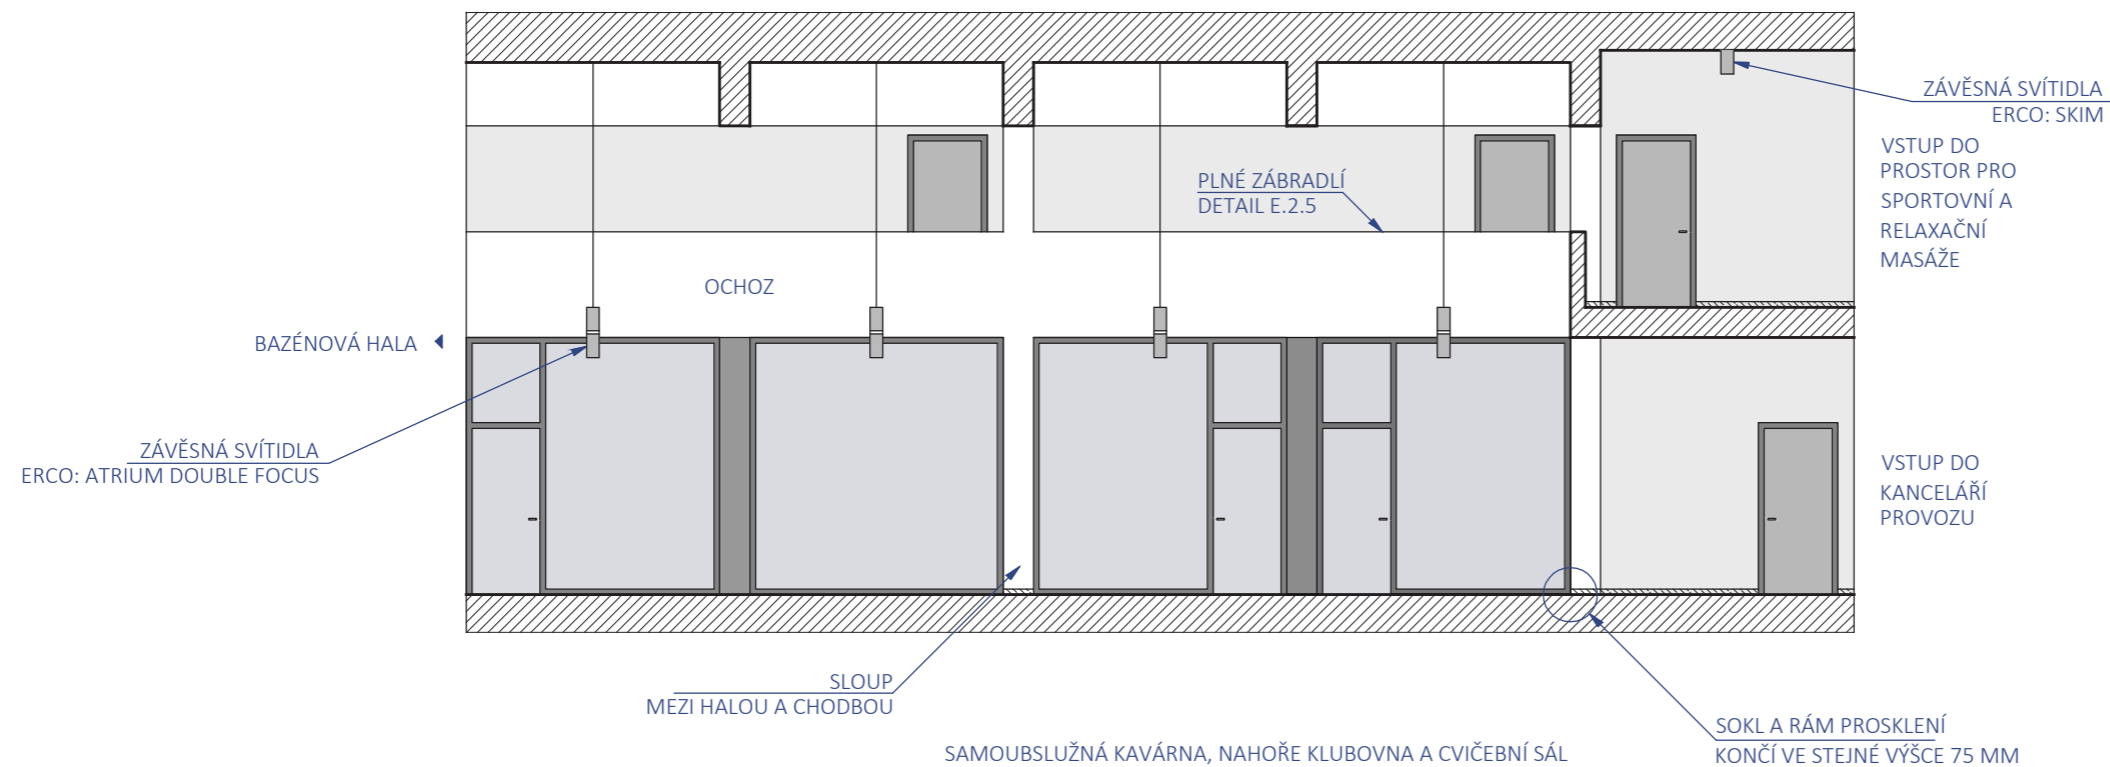 ZÁVĚSNÁ SVÍTIDLA
ERCO: SKIM
VSTUP DO
PROSTOR PRO
SPORTOVNÍ A
RELAXAČNÍ
MASÁŽE
PLNÉ ZÁBRADLÍ
DETAIL E.2.5
OCHOZ
BAZÉNOVÁ HALA
ZÁVĚSNÁ SVÍTIDLA
ERCO: ATRIUM DOUBLE FOCUS
VSTUP DO
KANCELÁŘÍ
PROVOZU
SLOUP
MEZI HALOU A CHODBOU
SAMOUBSLUŽNÁ KAVÁRNA, NAHOŘE KLUBOVNA A CVIČEBNÍ SÁL
SOKL A RÁM PROSKLENÍ
KONČÍ VE STEJNÉ VÝŠCE 75 MM